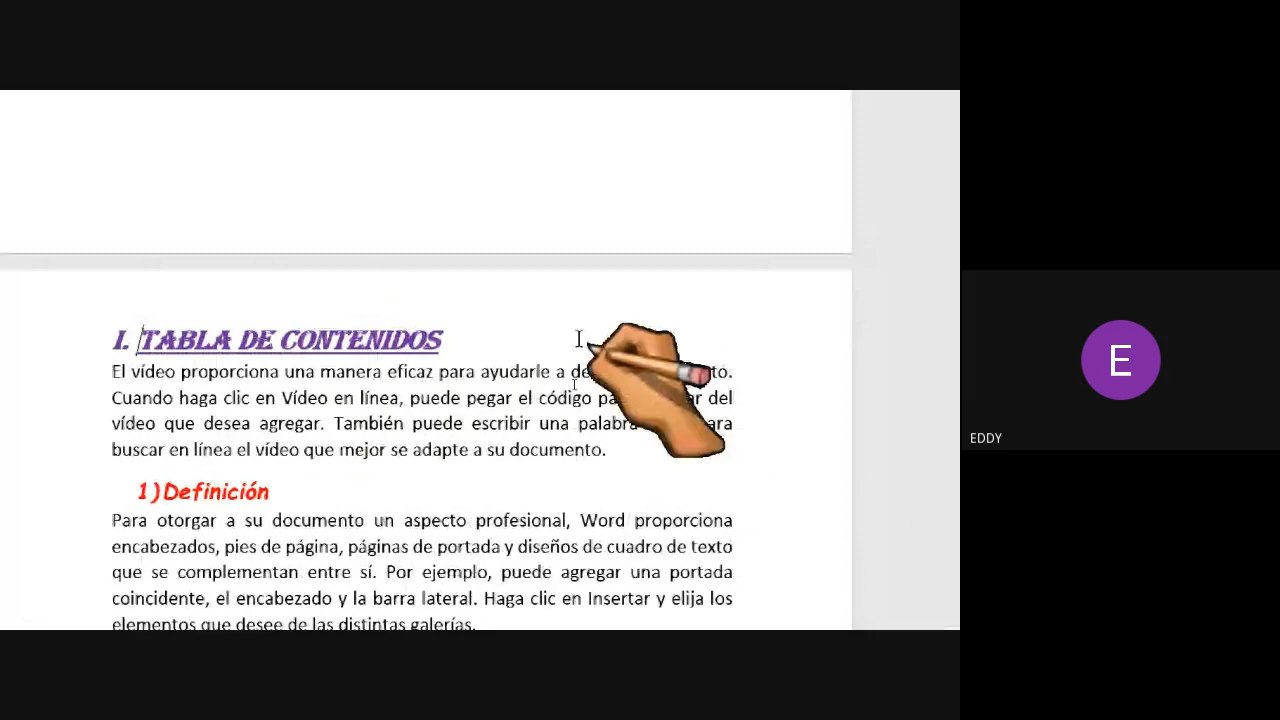 I. TABLA DE CONTENIDOS
El vídeo proporciona una manera eficaz para ayudarle a to.
Cuando haga clic en Vídeo en línea, puede pegar el código del
vídeo que desea agregar. También puede escribir una
buscar en línea el vídeo que mejor se adapte a su documento.
1)Definición
Para otorgar a su documento un aspecto profesional, Word proporciona
encabezados, pies de página, páginas de portada y diseños de cuadro de texto
que se complementan entre sí. Por ejemplo, puede agregar una portada
coincidente, el encabezado y la barra lateral. Haga clic en Insertar y elija los
elementos que desee de las distintas galerías.
E
EDDY